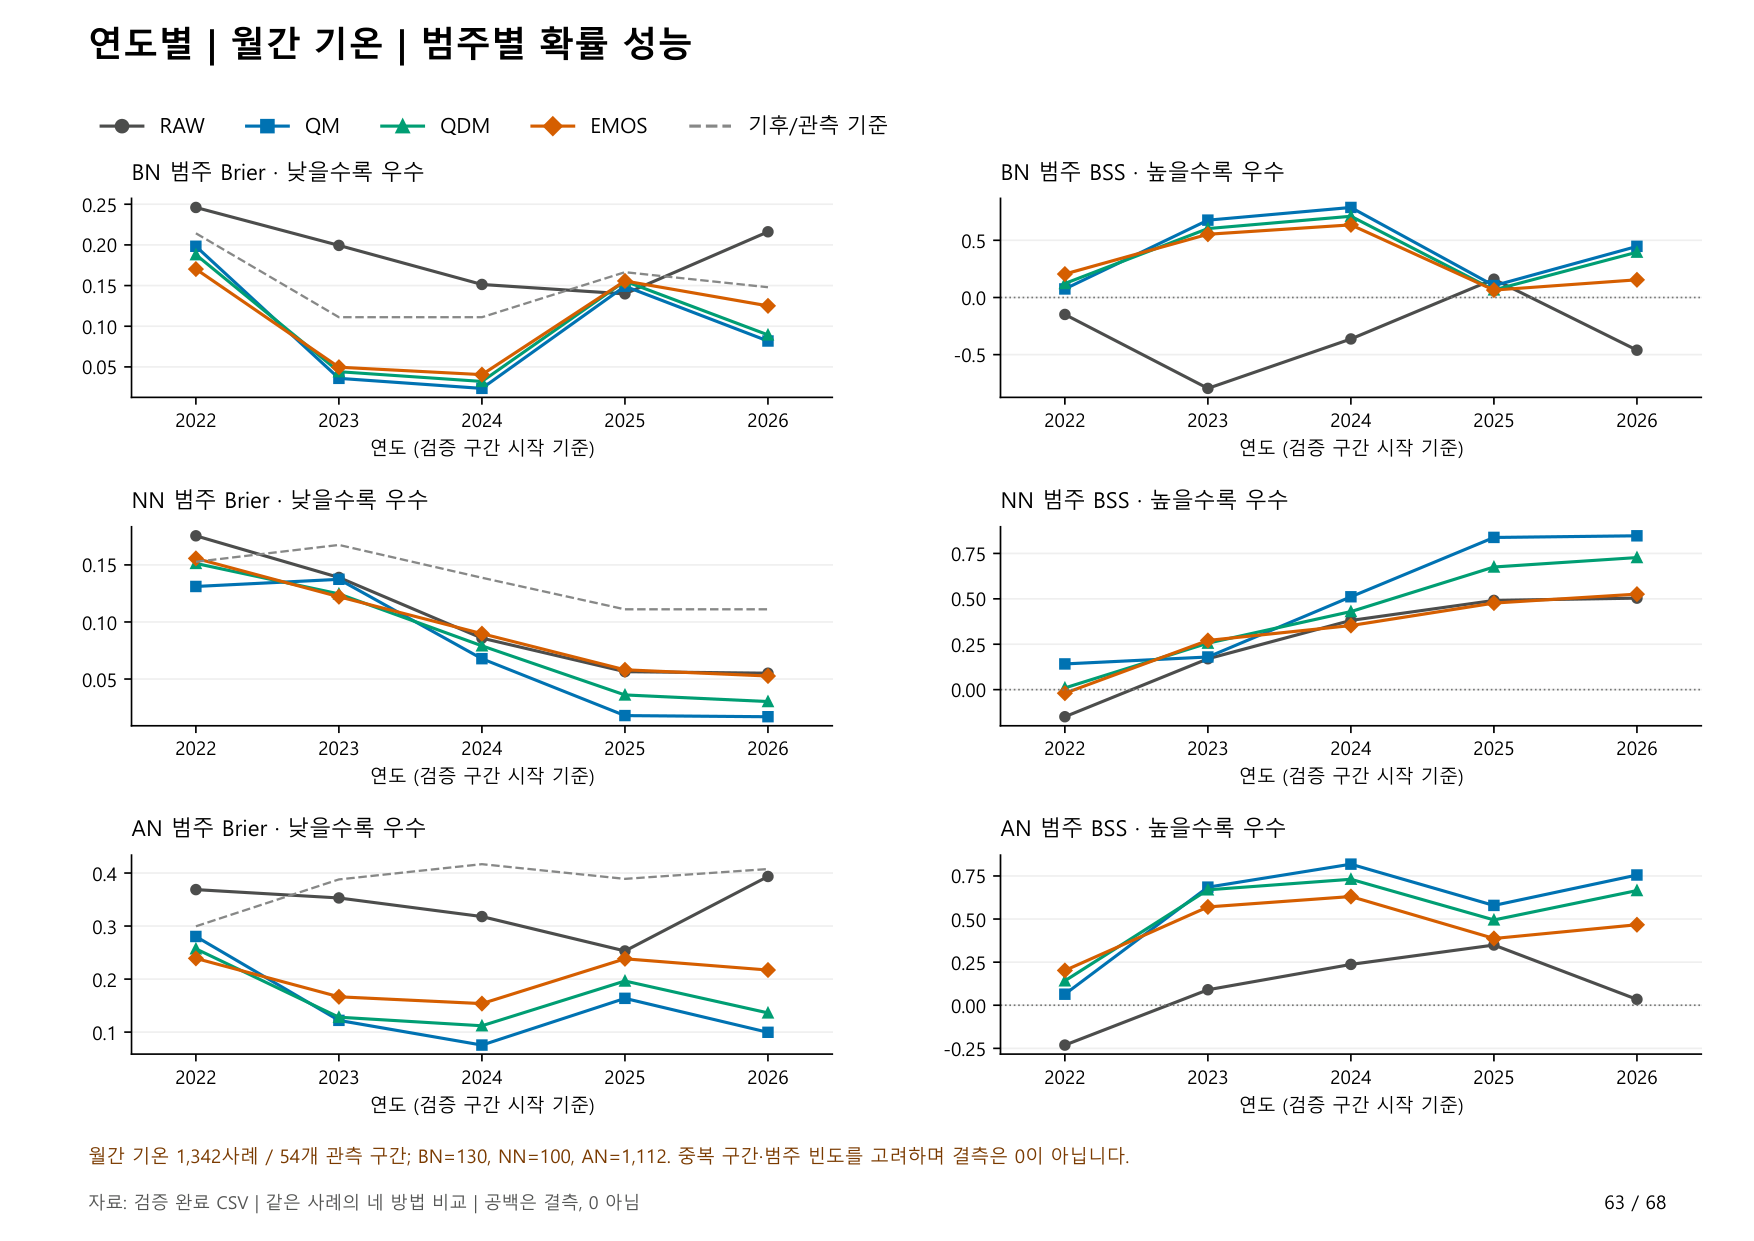 연도별 | 월간 기온 | 범주별 확률 성능
RAW QM QDM EMOS 기후/관측 기준
BN 범주 Brier · 낮을수록 우수
0.25
0.20
0.15
0.10
0.05
2022 2023 2024 2025 2026
연도 (검증 구간 시작 기준)
BN 범주 BSS · 높을수록 우수
0.5
0.0
-0.5
2022 2023 2024 2025 2026
연도 (검증 구간 시작 기준)
NN 범주 Brier · 낮을수록 우수
0.15
0.10
0.05
2022 2023 2024 2025 2026
연도 (검증 구간 시작 기준)
NN 범주 BSS · 높을수록 우수
0.75
0.50
0.25
0.00
2022 2023 2024 2025 2026
연도 (검증 구간 시작 기준)
AN 범주 Brier · 낮을수록 우수
0.4
0.3
0.2
0.1
2022 2023 2024 2025 2026
연도 (검증 구간 시작 기준)
AN 범주 BSS · 높을수록 우수
0.75
0.50
0.25
0.00
-0.25
2022 2023 2024 2025 2026
연도 (검증 구간 시작 기준)
월간 기온 1,342사례 / 54개 관측 구간; BN=130, NN=100, AN=1,112. 중복 구간·범주 빈도를 고려하며 결측은 0이 아닙니다.
자료: 검증 완료 CSV | 같은 사례의 네 방법 비교 | 공백은 결측, 0 아님
63 / 68